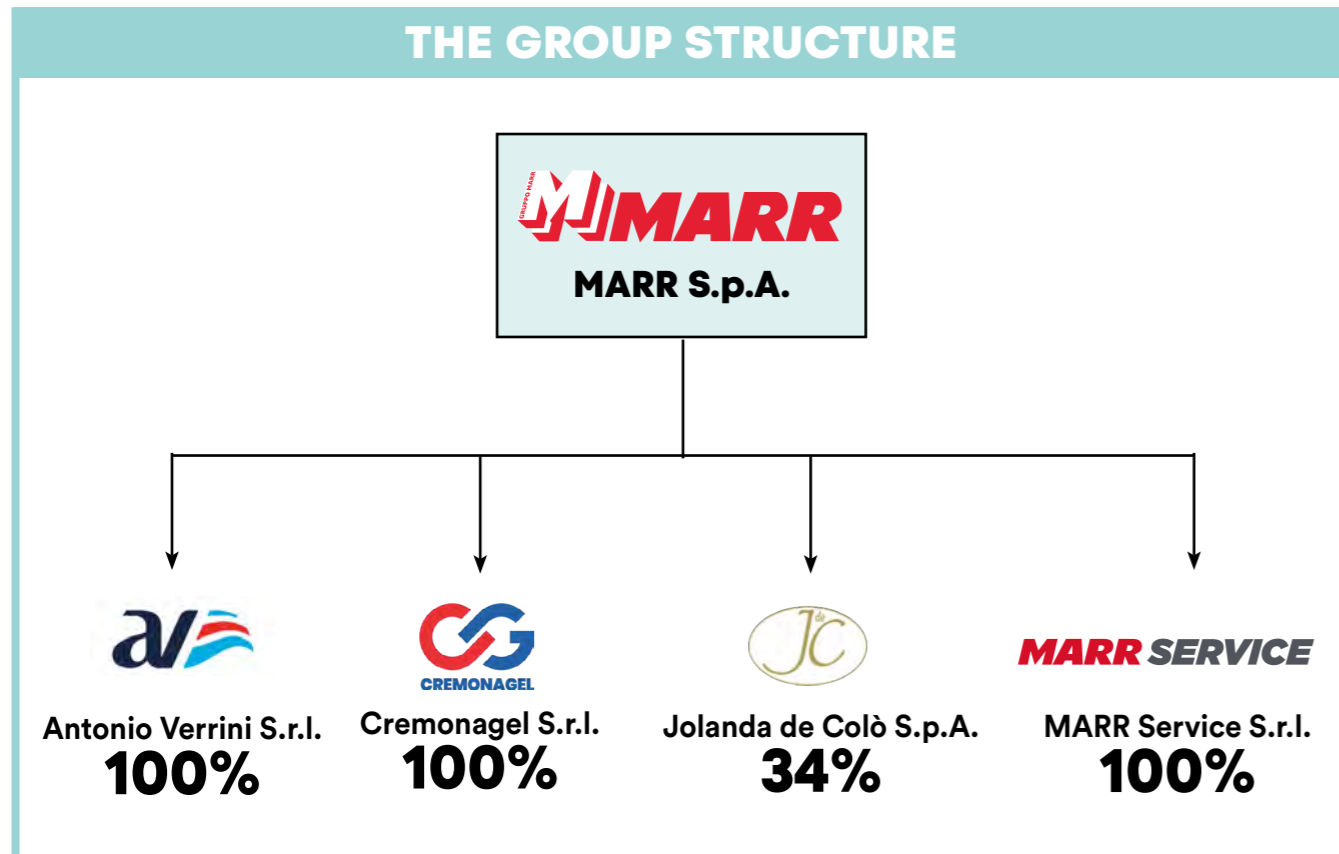 THE GROUP STRUCTURE
GRUPPO MARR
M MARR
MARR S.p.A.
av
CG
CREMONAGEL
J de C
MARR SERVICE
Antonio Verrini S.r.l.
100%
Cremonagel S.r.l.
100%
Jolanda de Colò S.p.A.
34%
MARR Service S.r.l.
100%